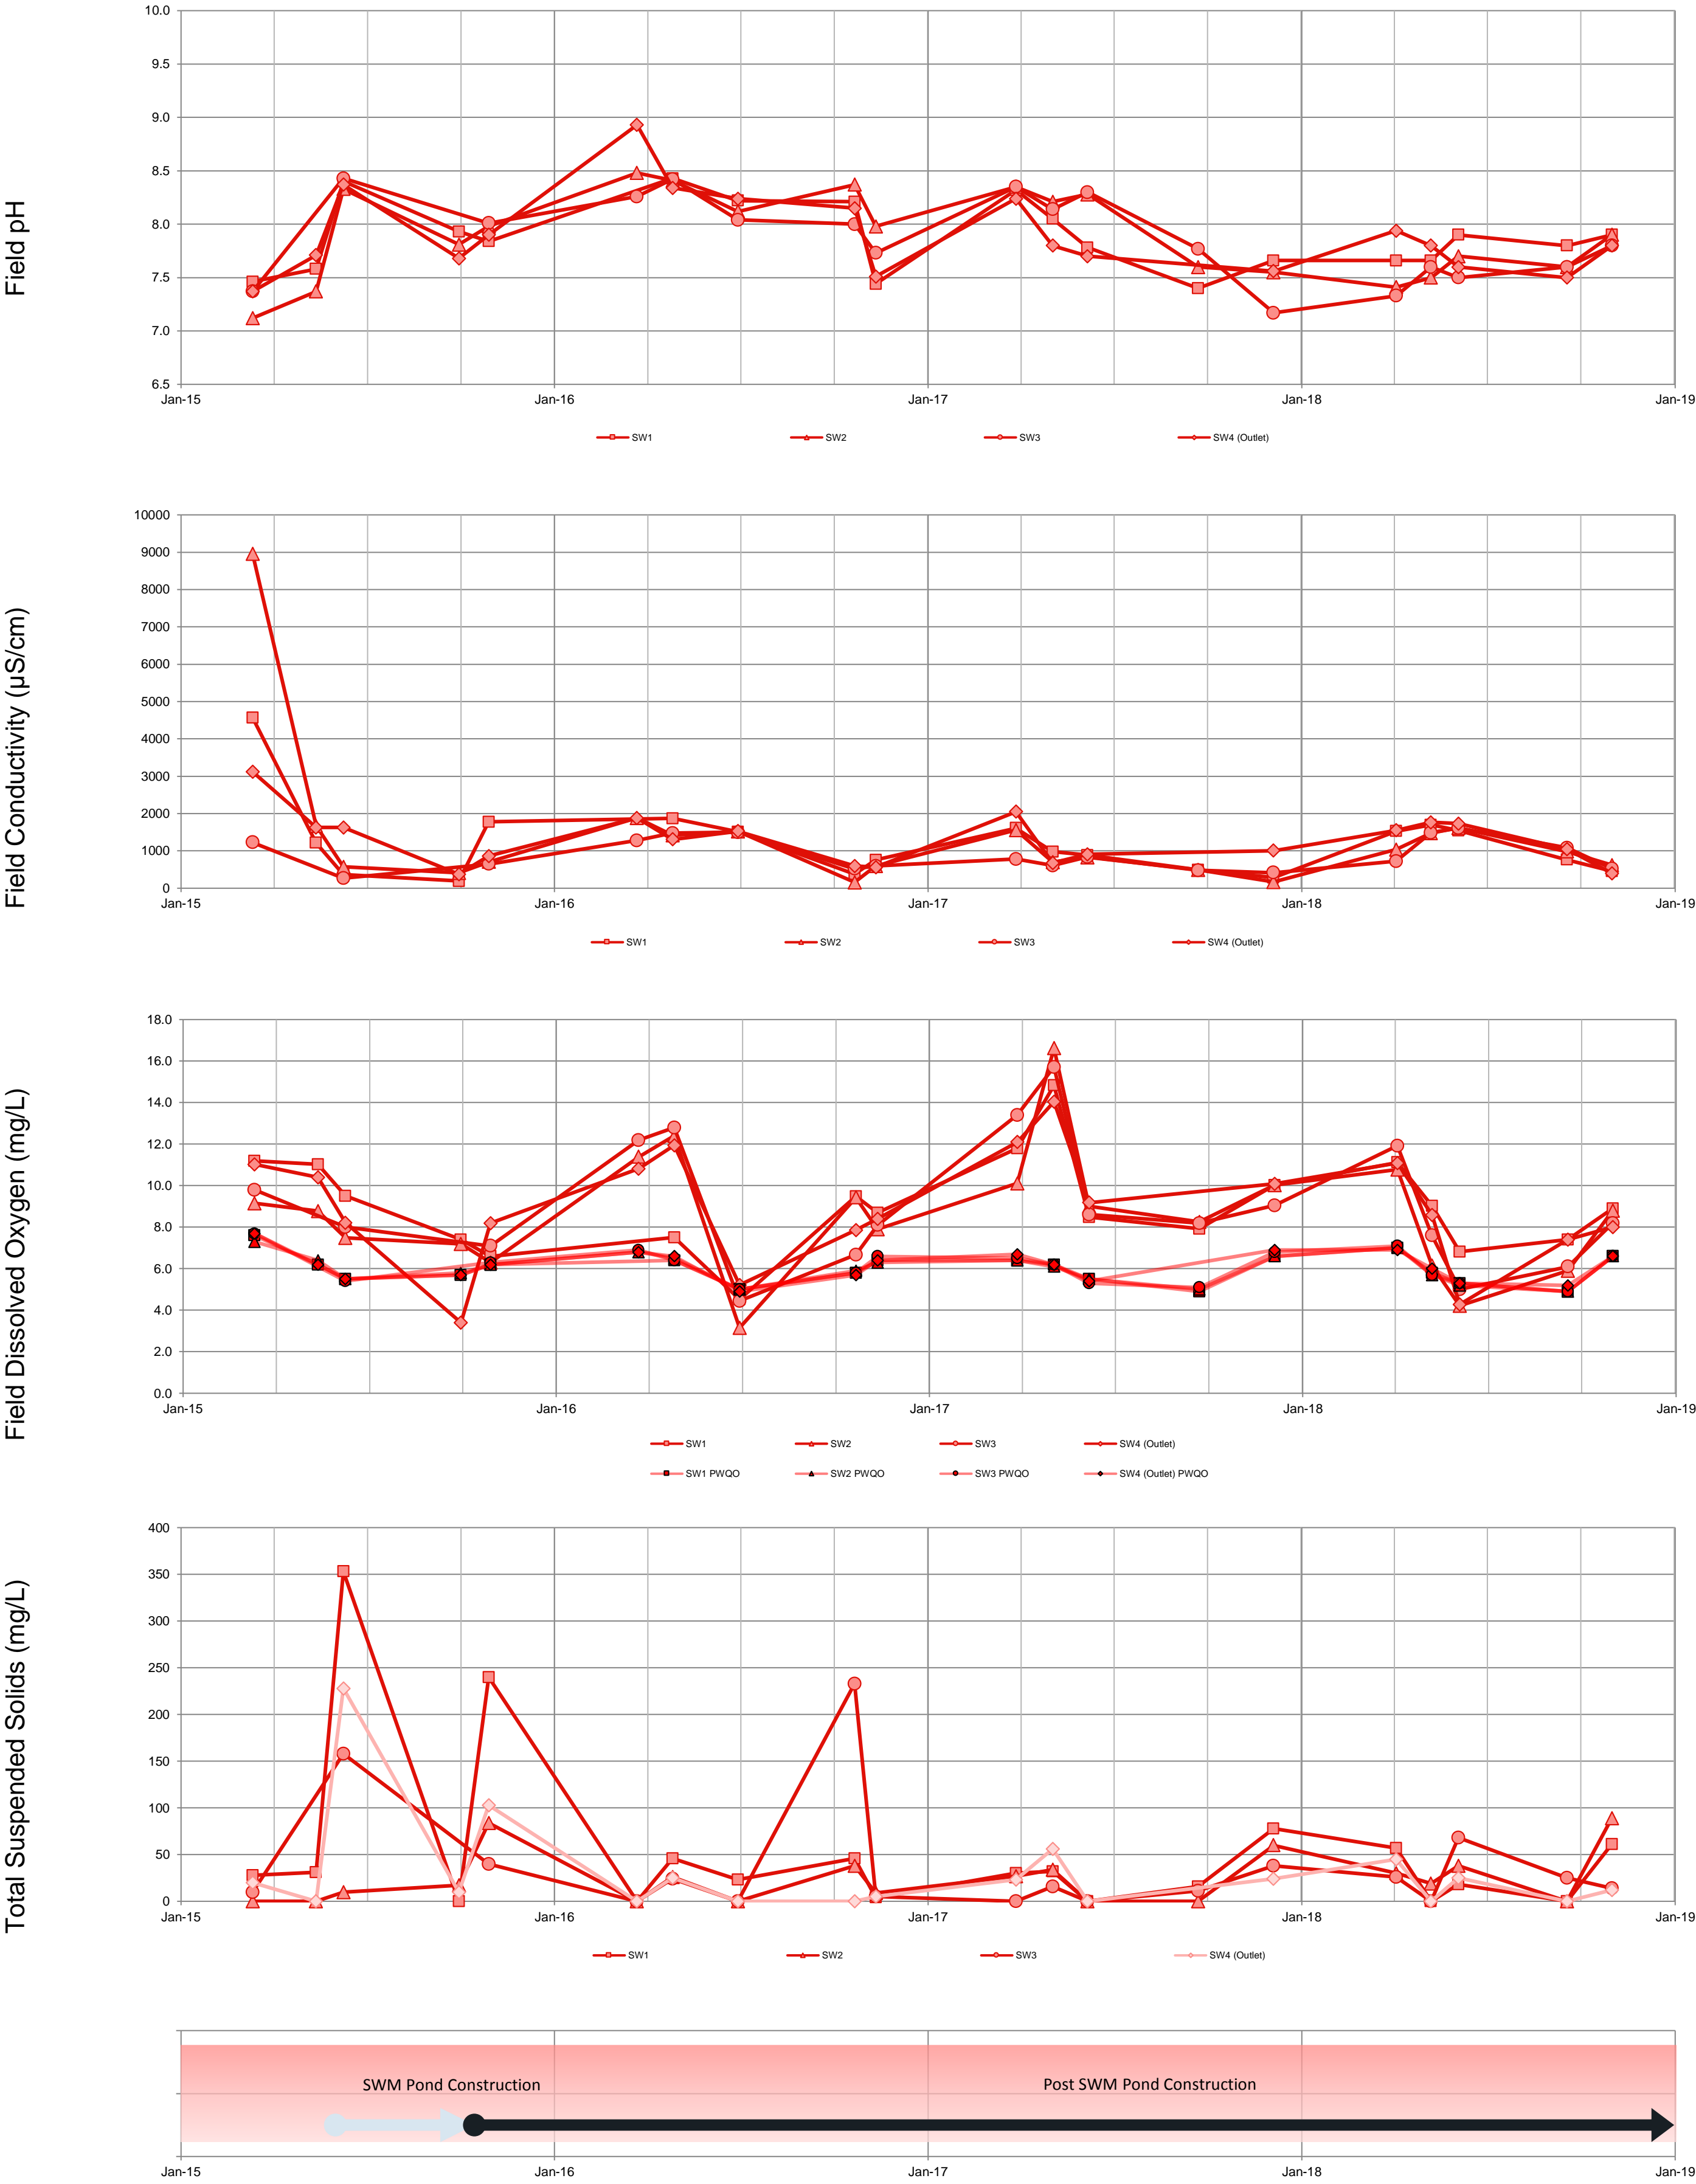 Field pH
10.0
9.5
9.0
8.5
8.0
7.5
7.0
6.5
Jan-15 Jan-16 Jan-17 Jan-18 Jan-19
SW1 SW2 SW3 SW4 (Outlet)
Field Conductivity (µS/cm)
10000
9000
8000
7000
6000
5000
4000
3000
2000
1000
0
Jan-15 Jan-16 Jan-17 Jan-18 Jan-19
SW1 SW2 SW3 SW4 (Outlet)
Field Dissolved Oxygen (mg/L)
18.0
16.0
14.0
12.0
10.0
8.0
6.0
4.0
2.0
0.0
Jan-15 Jan-16 Jan-17 Jan-18 Jan-19
SW1 SW2 SW3 SW4 (Outlet)
SW1 PWQO SW2 PWQO SW3 PWQO SW4 (Outlet) PWQO
Total Suspended Solids (mg/L)
400
350
300
250
200
150
100
50
0
Jan-15 Jan-16 Jan-17 Jan-18 Jan-19
SW1 SW2 SW3 SW4 (Outlet)
SWM Pond Construction Post SWM Pond Construction
Jan-15 Jan-16 Jan-17 Jan-18 Jan-19